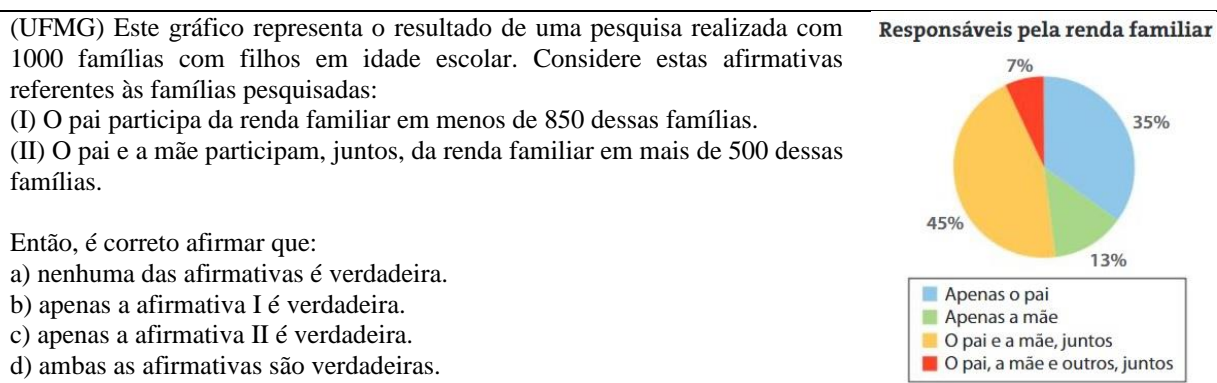 (UFMG) Este gráfico representa o resultado de uma pesquisa realizada com
1000 famílias com filhos em idade escolar. Considere estas afirmativas
referentes às famílias pesquisadas:
(I) O pai participa da renda familiar em menos de 850 dessas famílias.
(II) O pai e a mãe participam, juntos, da renda familiar em mais de 500 dessas
famílias.
Então, é correto afirmar que:
a) nenhuma das afirmativas é verdadeira.
b) apenas a afirmativa I é verdadeira.
c) apenas a afirmativa II é verdadeira.
d) ambas as afirmativas são verdadeiras.
Responsáveis pela renda familiar
7%
35%
45%
13%
Apenas o pai
Apenas a mãe
O pai e a mãe, juntos
O pai, a mãe e outros, juntos